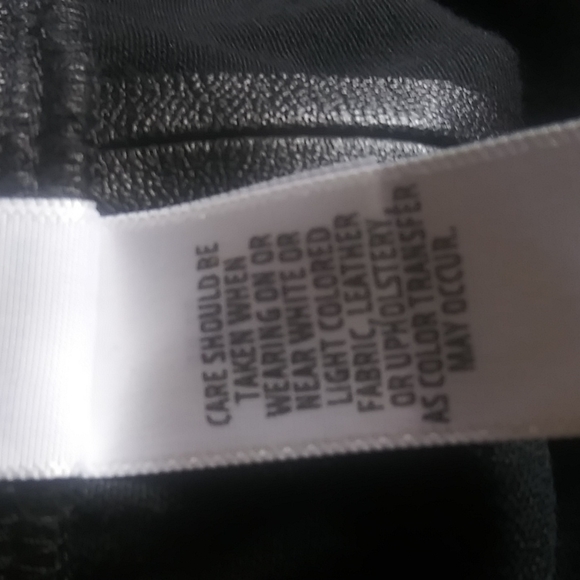 CARE SHOULD BE
TAKEN WHEN
WEARING ON OR
NEAR WHITE OR
LIGHT COLORED
FABRIC, LEATHER
OR UPHOLSTERY
AS COLOR TRANSFER
MAY OCCUR.